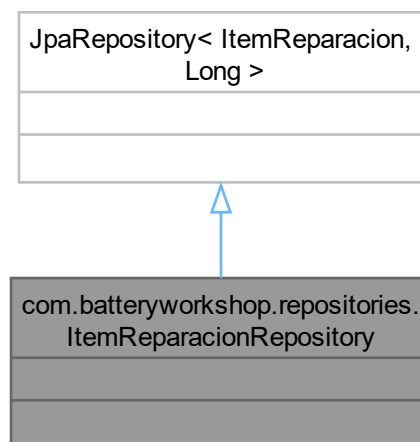 JpaRepository< ItemReparacion,
Long >
com.batteryworkshop.repositories.
ItemReparacionRepository